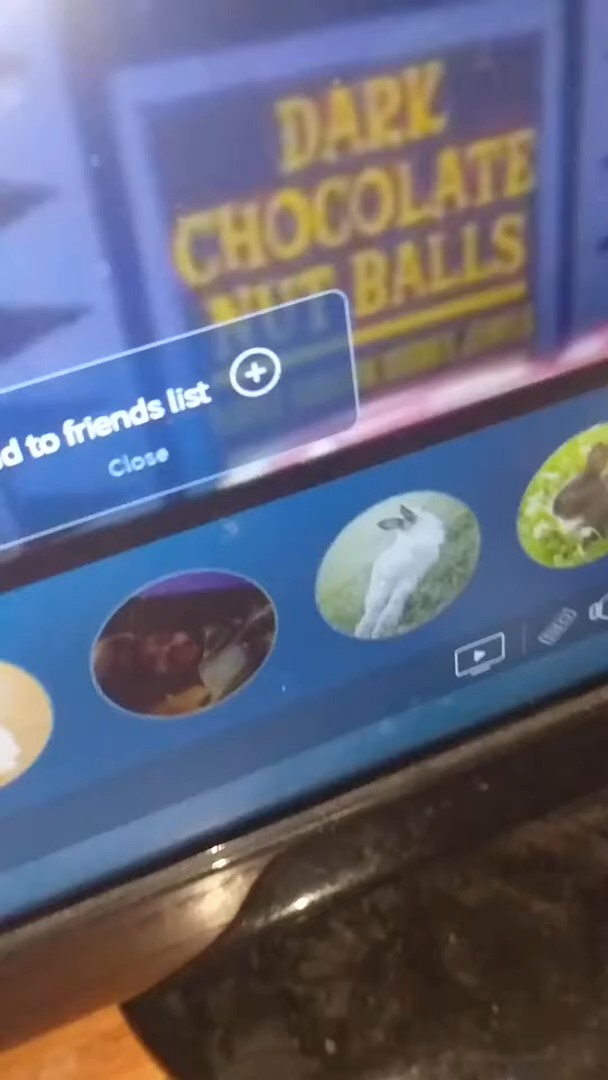 DARK
CHOCOLATE
NUT BALLS
d to friends list
Close